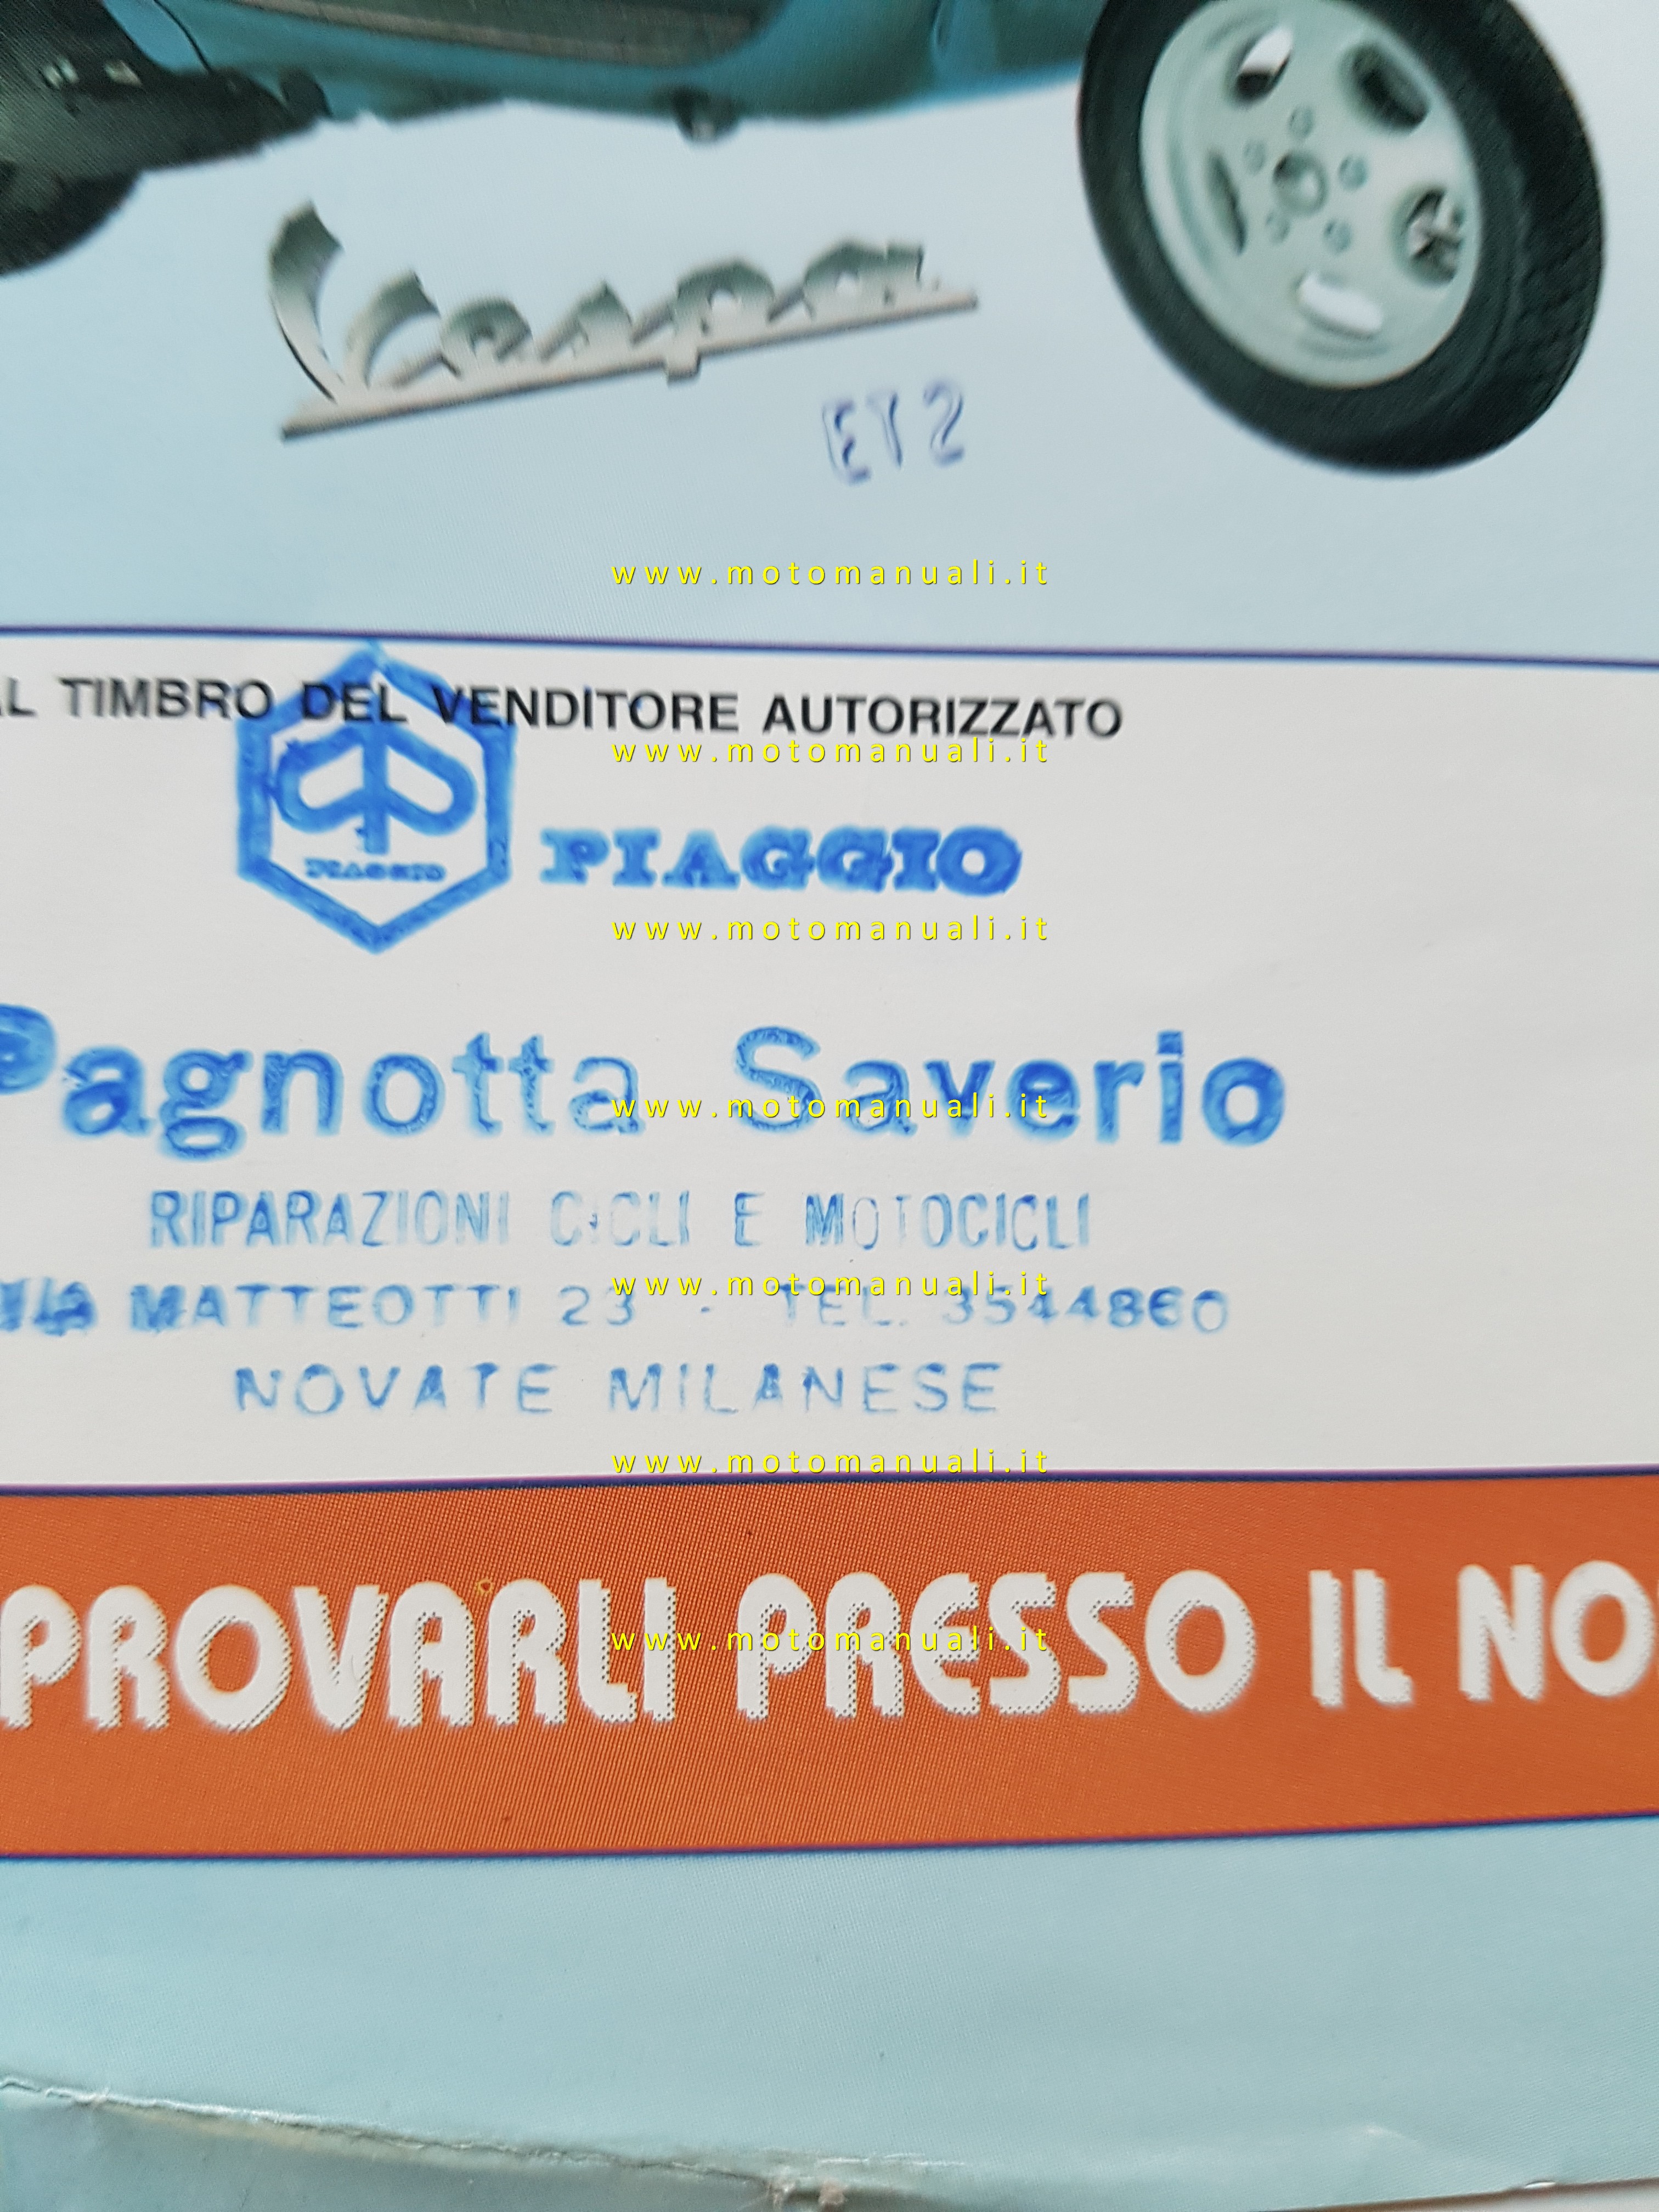 Vespa
ET2
www.motomanuali.it
AL TIMBRO DEL VENDITORE AUTORIZZATO
www.motomanuali.it
PIAGGIO
PIAGGIO
www.motomanuali.it
Pagnotta Saverio
www.motomanuali.it
RIPARAZIONI CICLI E MOTOCICLI
www.motomanuali.it
VIA MATTEOTTI 23 - TEL. 3544860
NOVATE MILANESE
www.motomanuali.it
PROVARLI PRESSO IL NO
www.motomanuali.it